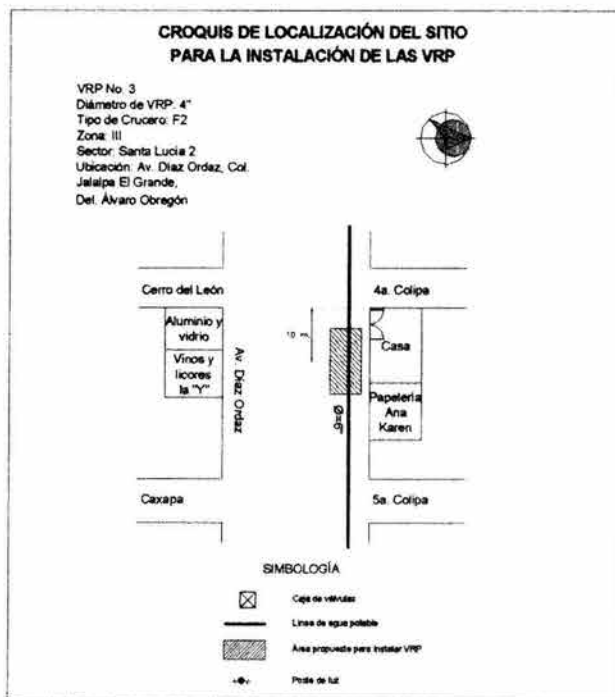 CROQUIS DE LOCALIZACIÓN DEL SITIO
PARA LA INSTALACIÓN DE LAS VRP
VRP No. 3
Diámetro de VRP: 4"
Tipo de Crucero: F2
Zona: III
Sector: Santa Lucia 2
Ubicación: Av. Díaz Ordaz, Col.
Jalalpa El Grande,
Del. Álvaro Obregón
Cerro del León
4a. Colipa
Aluminio y
vidrio
Vinos y
licores
la "Y"
Av. Díaz Ordaz
10 m.
Ø=6"
Casa
Papelería
Ana
Karen
Caxapa
5a. Colipa
SIMBOLOGÍA
Caja de válvulas
Línea de agua potable
Área propuesta para instalar VRP
Poste de luz